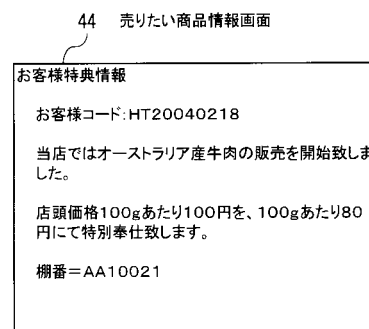 44 売りたい商品情報画面
お客様特典情報
お客様コード:HT20040218
当店ではオーストラリア産牛肉の販売を開始致しま
した。
店頭価格100gあたり100円を、100gあたり80
円にて特別奉仕致します。
棚番=AA10021